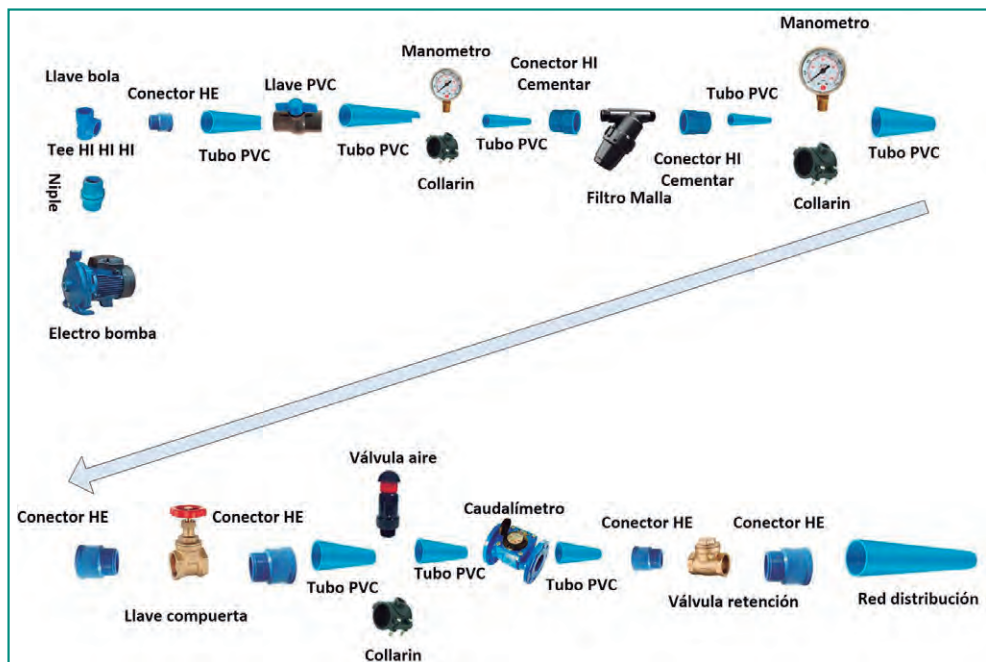 Llave bola
Conector HE
Tee HI HI HI
Tubo PVC
Niple
Electro bomba
Llave PVC
Tubo PVC
Manometro
Collarin
Tubo PVC
Conector HI
Cementar
Filtro Malla
Conector HI
Cementar
Tubo PVC
Manometro
Collarin
Tubo PVC
Conector HE
Llave compuerta
Conector HE
Tubo PVC
Válvula aire
Collarin
Tubo PVC
Caudalímetro
Tubo PVC
Conector HE
Válvula retención
Conector HE
Red distribución